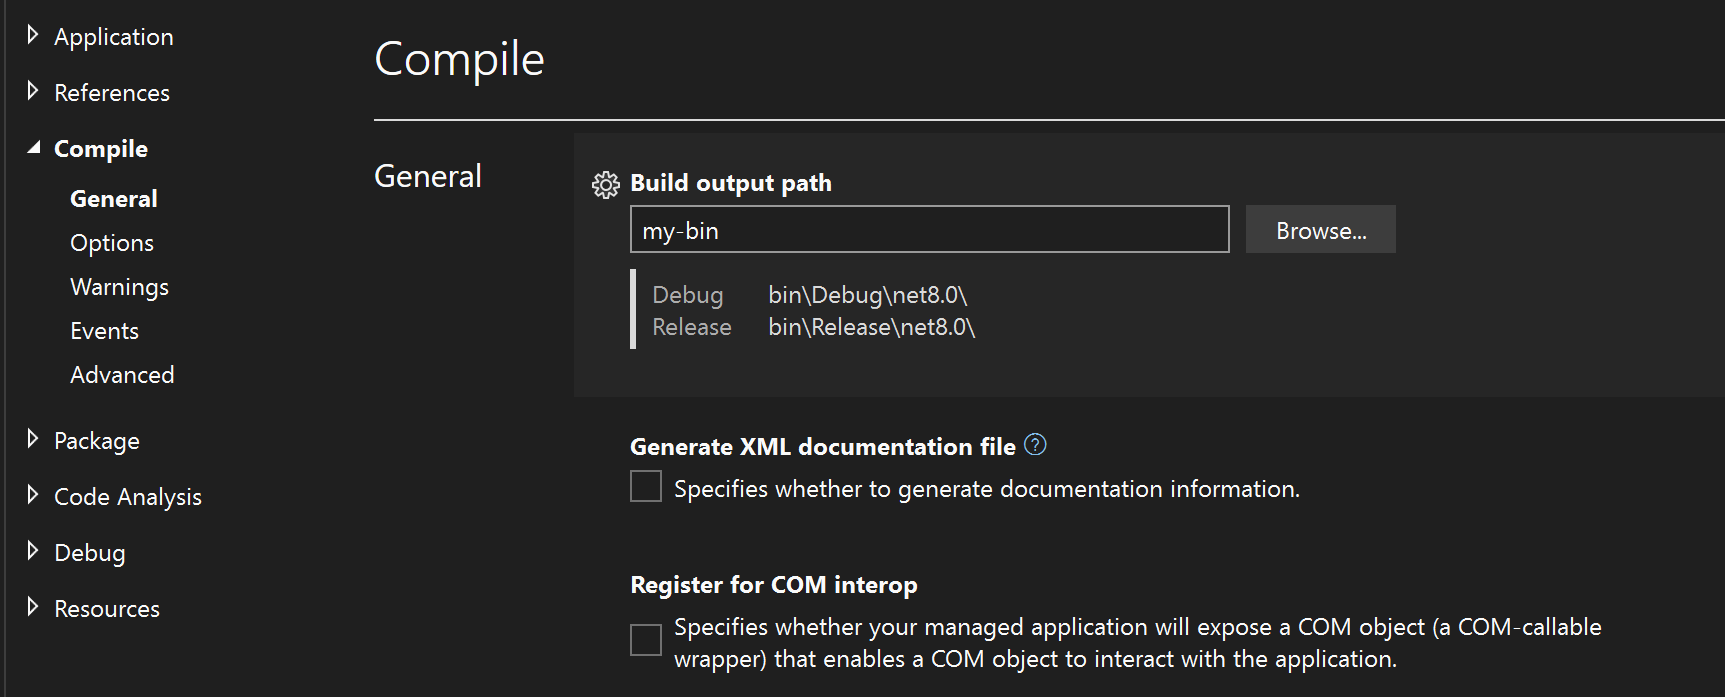 Application
References
Compile
General
Options
Warnings
Events
Advanced
Package
Code Analysis
Debug
Resources
Compile
General
Build output path
my-bin
Browse...
Debug bin\Debug\net8.0\
Release bin\Release\net8.0\
Generate XML documentation file ?
Specifies whether to generate documentation information.
Register for COM interop
Specifies whether your managed application will expose a COM object (a COM-callable
wrapper) that enables a COM object to interact with the application.